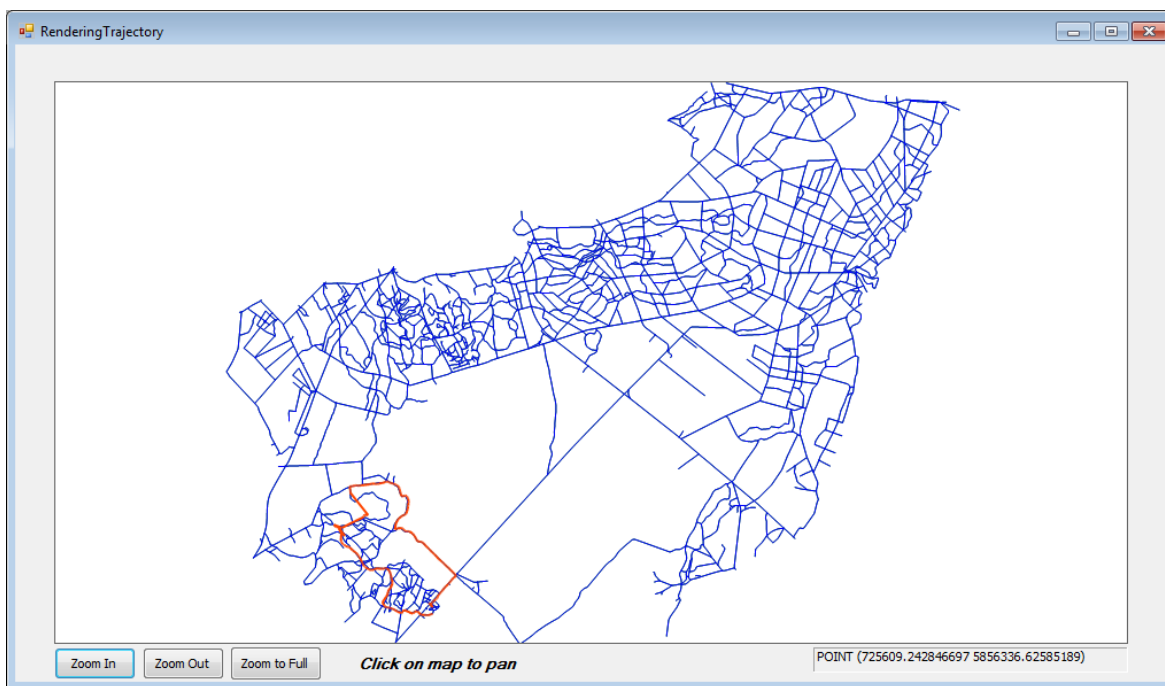 RenderingTrajectory
Zoom In
Zoom Out
Zoom to Full
Click on map to pan
POINT (725609.242846697 5856336.62585189)